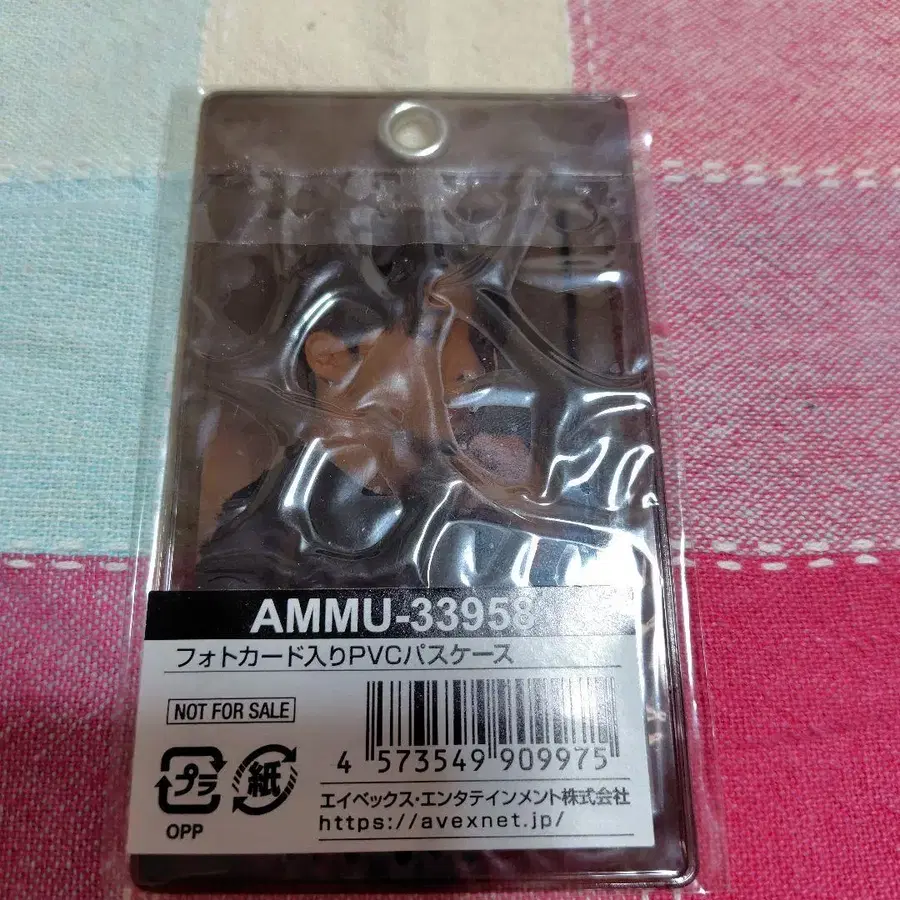 AMMU-33958
フォトカード入りPVCパスケース
NOT FOR SALE
4 573549 909975
プラ
紙
OPP
エイベックス・エンタテインメント株式会社
https://avexnet.jp/